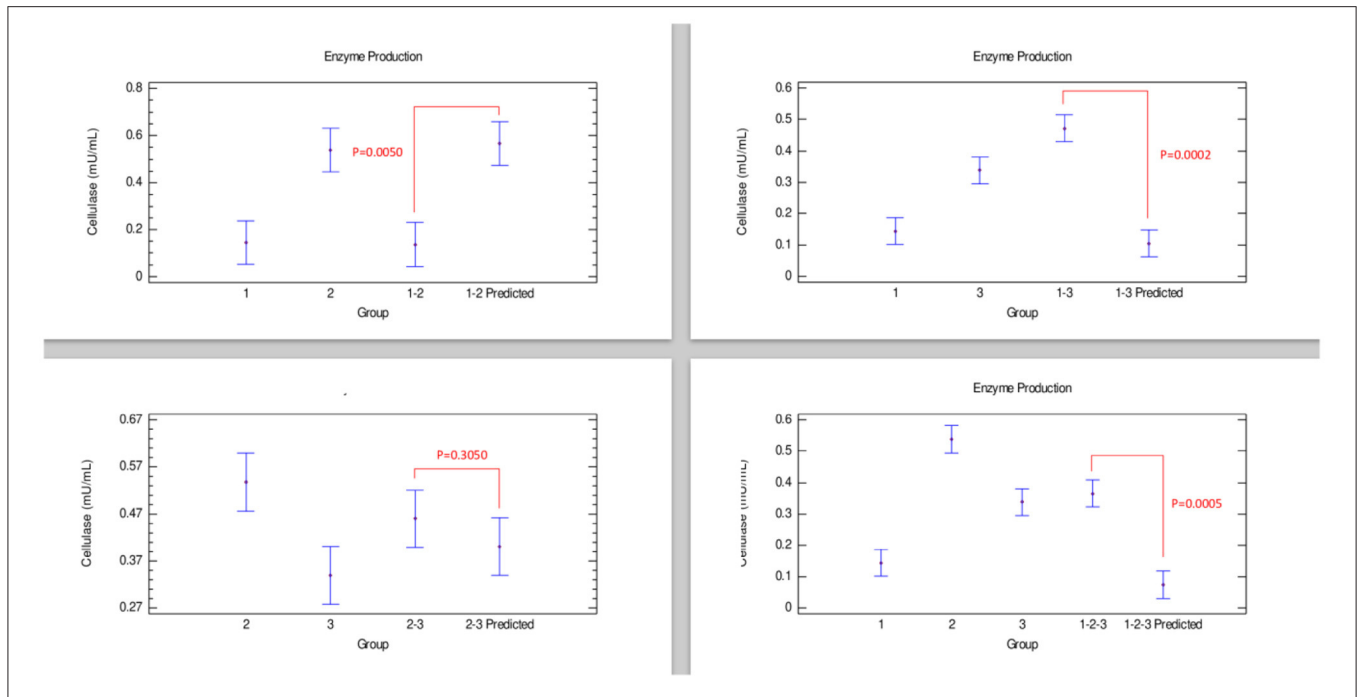 Enzyme Production
Cellulase (mU/mL)
0.8
0.6
0.4
0.2
0
P=0.0050
1 2 1-2 1-2 Predicted
Group
Enzyme Production
Cellulase (mU/mL)
0.6
0.5
0.4
0.3
0.2
0.1
0
P=0.0002
1 3 1-3 1-3 Predicted
Group
Cellulase (mU/mL)
0.67
0.57
0.47
0.37
0.27
P=0.3050
2 3 2-3 2-3 Predicted
Group
Enzyme Production
Cellulase (mU/mL)
0.6
0.5
0.4
0.3
0.2
0.1
0
P=0.0005
1 2 3 1-2-3 1-2-3 Predicted
Group